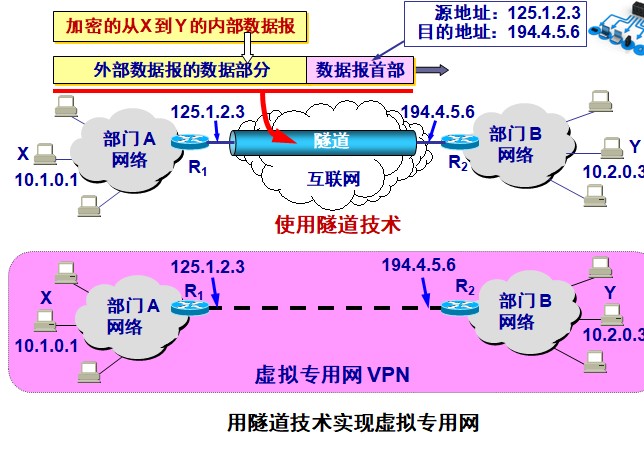 源地址：125.1.2.3
目的地址：194.4.5.6
加密的从 X 到 Y 的内部数据报
外部数据报的数据部分
数据报首部
125.1.2.3
194.4.5.6
部门 A
网络
X
10.1.0.1
R1
隧道
互联网
R2
部门 B
网络
Y
10.2.0.3
使用隧道技术
125.1.2.3
194.4.5.6
X
R1
部门 A
网络
10.1.0.1
R2
部门 B
网络
Y
10.2.0.3
虚拟专用网 VPN
用隧道技术实现虚拟专用网